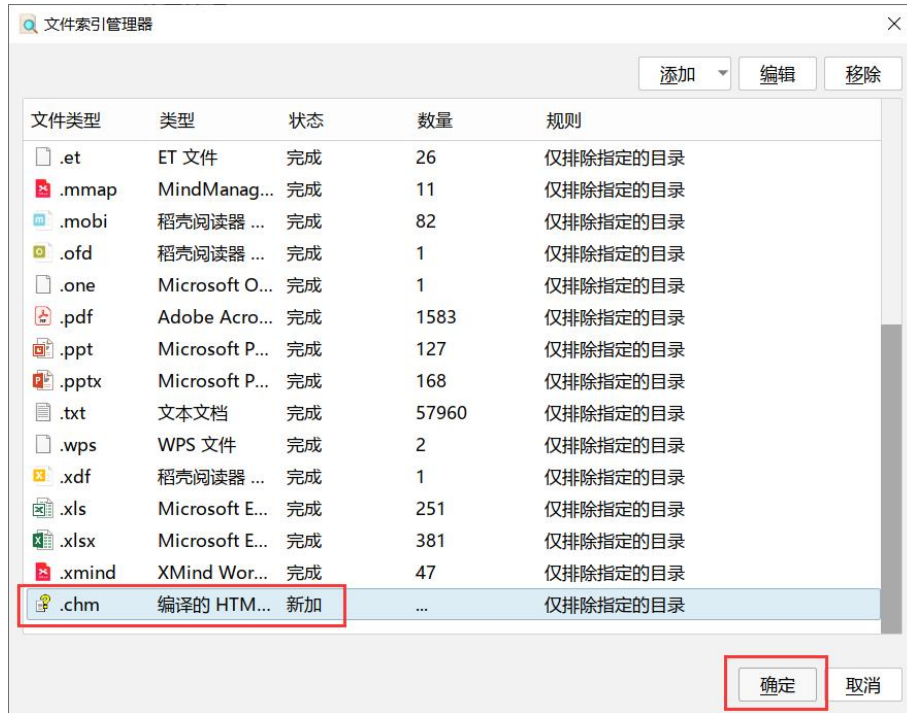 文件索引管理器
添加 编辑 移除
文件类型 类型 状态 数量 规则
.et ET 文件 完成 26 仅排除指定的目录
.mmap MindManag... 完成 11 仅排除指定的目录
.mobi 稻壳阅读器 ... 完成 82 仅排除指定的目录
.ofd 稻壳阅读器 ... 完成 1 仅排除指定的目录
.one Microsoft O... 完成 1 仅排除指定的目录
.pdf Adobe Acro... 完成 1583 仅排除指定的目录
.ppt Microsoft P... 完成 127 仅排除指定的目录
.pptx Microsoft P... 完成 168 仅排除指定的目录
.txt 文本文档 完成 57960 仅排除指定的目录
.wps WPS 文件 完成 2 仅排除指定的目录
.xdf 稻壳阅读器 ... 完成 1 仅排除指定的目录
.xls Microsoft E... 完成 251 仅排除指定的目录
.xlsx Microsoft E... 完成 381 仅排除指定的目录
.xmind XMind Wor... 完成 47 仅排除指定的目录
.chm 编译的 HTM... 新加 ... 仅排除指定的目录
确定 取消